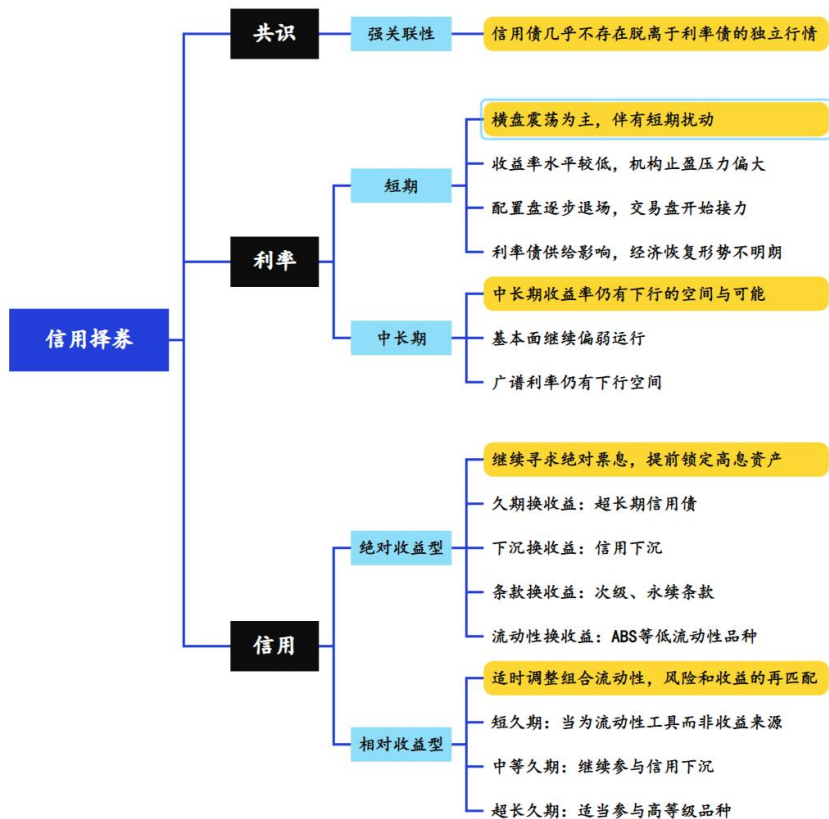 信用择券
共识
强关联性
信用债几乎不存在脱离于利率债的独立行情
利率
短期
横盘震荡为主，伴有短期扰动
收益率水平较低，机构止盈压力偏大
配置盘逐步退场，交易盘开始接力
利率债供给影响，经济恢复形势不明朗
中长期
中长期收益率仍有下行的空间与可能
基本面继续偏弱运行
广谱利率仍有下行空间
信用
绝对收益型
继续寻求绝对票息，提前锁定高息资产
久期换收益：超长期信用债
下沉换收益：信用下沉
条款换收益：次级、永续条款
流动性换收益：ABS等低流动性品种
相对收益型
适时调整组合流动性，风险和收益的再匹配
短久期：当为流动性工具而非收益来源
中等久期：继续参与信用下沉
超长久期：适当参与高等级品种